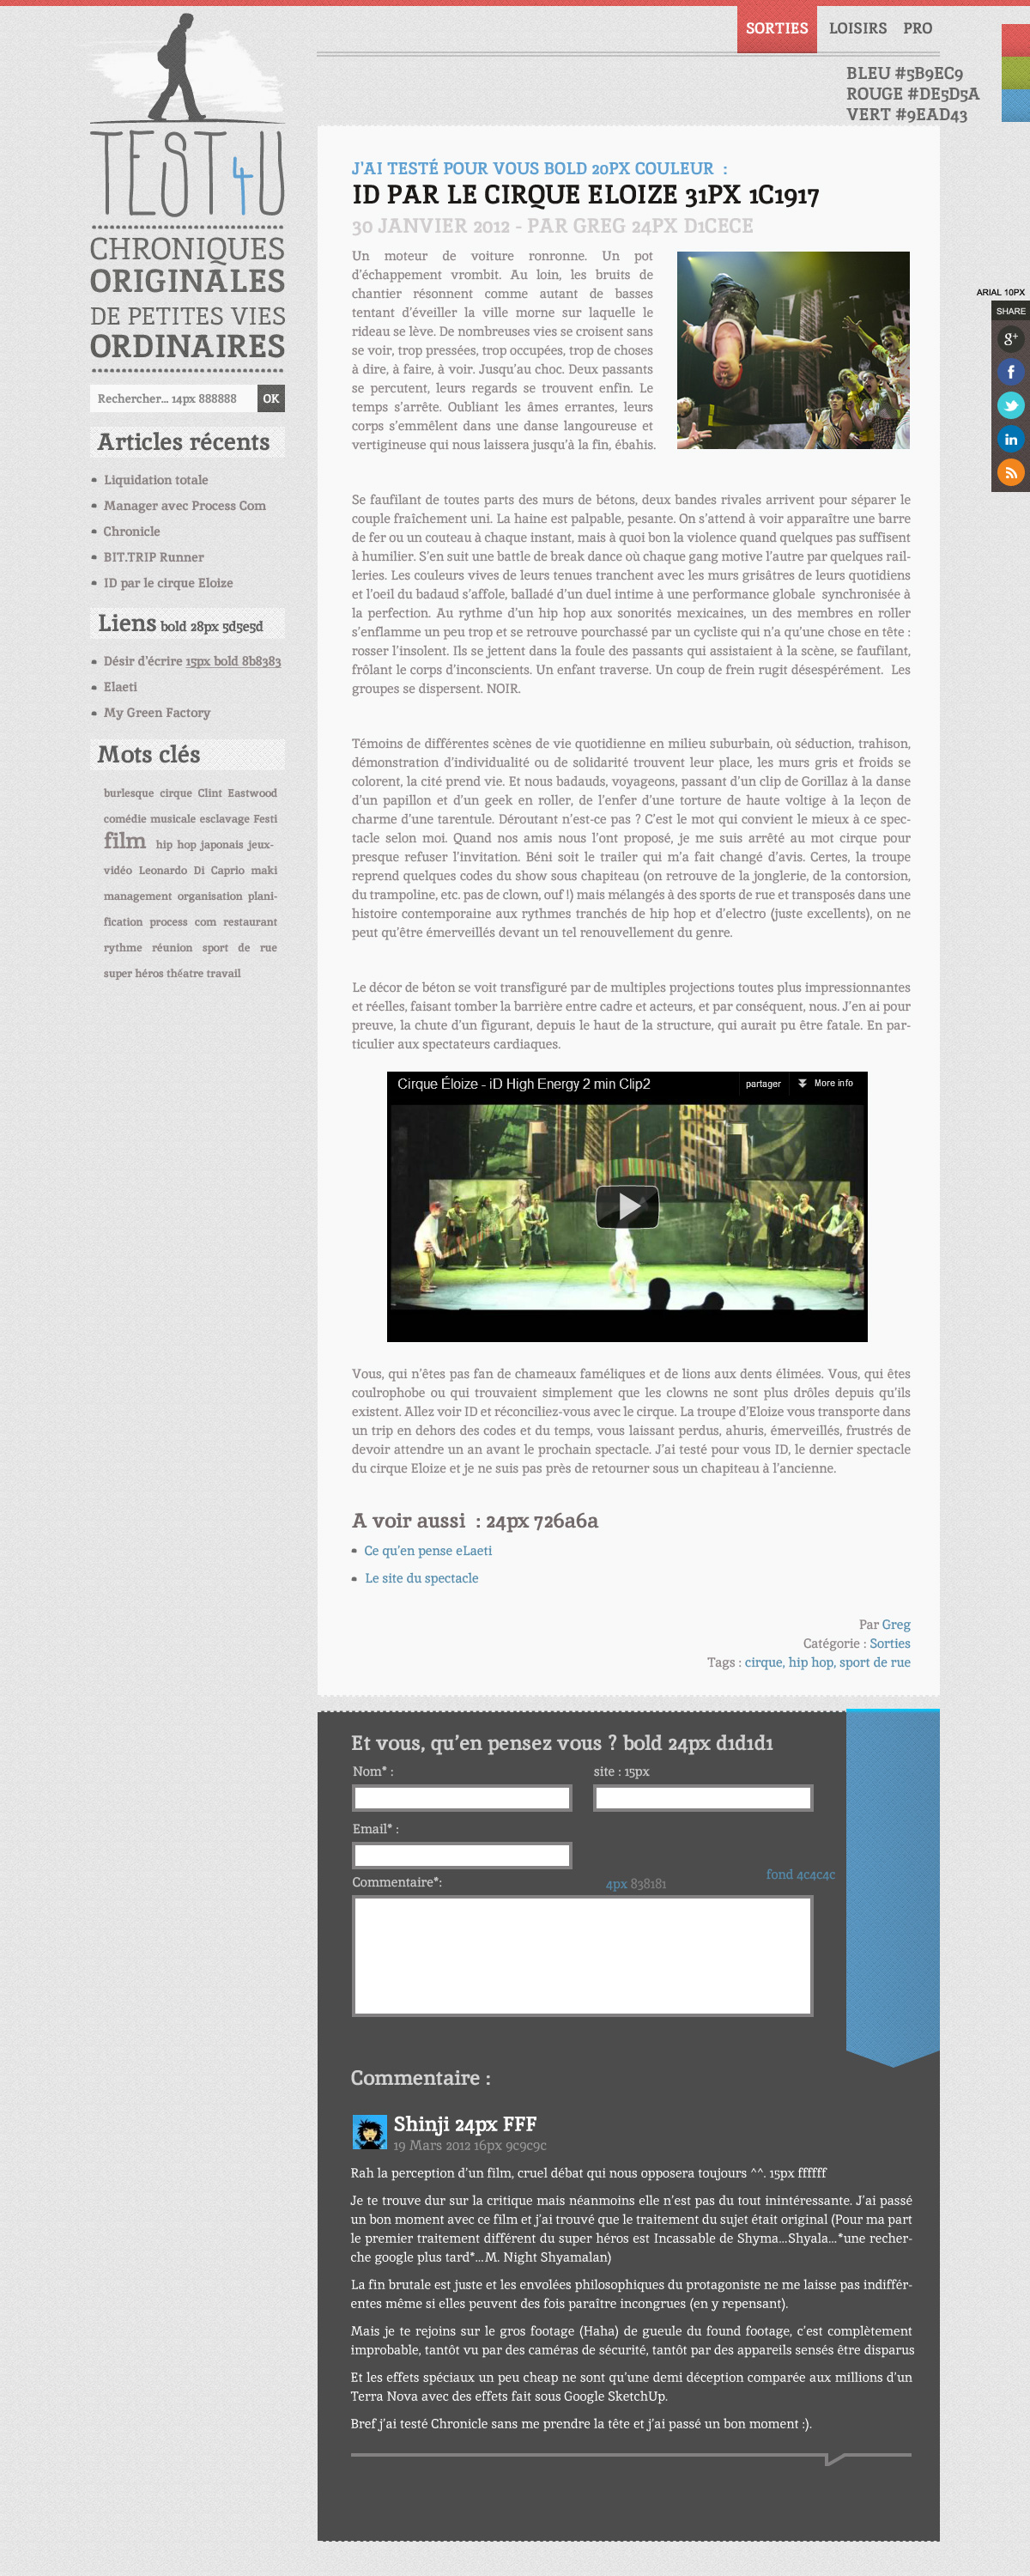 SORTIES LOISIRS PRO
BLEU #5B9EC9
ROUGE #DE5D5A
VERT #9EAD43
TEST4U
CHRONIQUES
ORIGINALES
DE PETITES VIES
ORDINAIRES
Rechercher... 14px 888888 OK
Articles récents
Liquidation totale
Manager avec Process Com
Chronicle
BIT.TRIP Runner
ID par le cirque Eloize
Liens bold 28px 5d5e5d
Désir d'écrire 15px bold 8b8383
Elaeti
My Green Factory
Mots clés
burlesque cirque Clint Eastwood
comédie musicale esclavage Festi
film hip hop japonais jeux-
vidéo Leonardo Di Caprio maki
management organisation plani-
fication process com restaurant
rythme réunion sport de rue
super héros théatre travail
J'AI TESTÉ POUR VOUS BOLD 20PX COULEUR :
ID PAR LE CIRQUE ELOIZE 31PX 1C1917
30 JANVIER 2012 - PAR GREG 24PX D1CECE
Un moteur de voiture ronronne. Un pot
d'échappement vrombit. Au loin, les bruits de
chantier résonnent comme autant de basses
tentant d'éveiller la ville morne sur laquelle le
rideau se lève. De nombreuses vies se croisent sans
se voir, trop pressées, trop occupées, trop de choses
à dire, à faire, à voir. Jusqu'au choc. Deux passants
se percutent, leurs regards se trouvent enfin. Le
temps s'arrête. Oubliant les âmes errantes, leurs
corps s'emmêlent dans une danse langoureuse et
vertigineuse qui nous laissera jusqu'à la fin, ébahis.
ARIAL 10PX
SHARE
g+
f
in
Se faufilant de toutes parts des murs de bétons, deux bandes rivales arrivent pour séparer le
couple fraîchement uni. La haine est palpable, pesante. On s'attend à voir apparaître une barre
de fer ou un couteau à chaque instant, mais à quoi bon la violence quand quelques pas suffisent
à humilier. S'en suit une battle de break dance où chaque gang motive l'autre par quelques rail-
leries. Les couleurs vives de leurs tenues tranchent avec les murs grisâtres de leurs quotidiens
et l'oeil du badaud s'affole, balladé d'un duel intime à une performance globale synchronisée à
la perfection. Au rythme d'un hip hop aux sonorités mexicaines, un des membres en roller
s'enflamme un peu trop et se retrouve pourchassé par un cycliste qui n'a qu'une chose en tête :
rosser l'insolent. Ils se jettent dans la foule des passants qui assistaient à la scène, se faufilant,
frôlant le corps d'inconscients. Un enfant traverse. Un coup de frein rugit désespérément. Les
groupes se dispersent. NOIR.
Témoins de différentes scènes de vie quotidienne en milieu suburbain, où séduction, trahison,
démonstration d'individualité ou de solidarité trouvent leur place, les murs gris et froids se
colorent, la cité prend vie. Et nous badauds, voyageons, passant d'un clip de Gorillaz à la danse
d'un papillon et d'un geek en roller, de l'enfer d'une torture de haute voltige à la leçon de
charme d'une tarentule. Déroutant n'est-ce pas ? C'est le mot qui convient le mieux à ce spec-
tacle selon moi. Quand nos amis nous l'ont proposé, je me suis arrêté au mot cirque pour
presque refuser l'invitation. Béni soit le trailer qui m'a fait changé d'avis. Certes, la troupe
reprend quelques codes du show sous chapiteau (on retrouve de la jonglerie, de la contorsion,
du trampoline, etc. pas de clown, ouf !) mais mélangés à des sports de rue et transposés dans une
histoire contemporaine aux rythmes tranchés de hip hop et d'electro (juste excellents), on ne
peut qu'être émerveillés devant un tel renouvellement du genre.
Le décor de béton se voit transfiguré par de multiples projections toutes plus impressionnantes
et réelles, faisant tomber la barrière entre cadre et acteurs, et par conséquent, nous. J'en ai pour
preuve, la chute d'un figurant, depuis le haut de la structure, qui aurait pu être fatale. En par-
ticulier aux spectateurs cardiaques.
Cirque Éloize - iD High Energy 2 min Clip2 partager More info
Vous, qui n'êtes pas fan de chameaux faméliques et de lions aux dents élimées. Vous, qui êtes
coulrophobe ou qui trouvaient simplement que les clowns ne sont plus drôles depuis qu'ils
existent. Allez voir ID et réconciliez-vous avec le cirque. La troupe d'Eloize vous transporte dans
un trip en dehors des codes et du temps, vous laissant perdus, ahuris, émerveillés, frustrés de
devoir attendre un an avant le prochain spectacle. J'ai testé pour vous ID, le dernier spectacle
du cirque Eloize et je ne suis pas près de retourner sous un chapiteau à l'ancienne.
A voir aussi : 24px 726a6a
Ce qu'en pense eLaeti
Le site du spectacle
Par Greg
Catégorie : Sorties
Tags : cirque, hip hop, sport de rue
Et vous, qu'en pensez vous ? bold 24px d1d1d1
Nom* : site : 15px
Email* :
fond 4c4c4c
Commentaire*: 4px 838181
Commentaire :
Shinji 24px FFF
19 Mars 2012 16px 9c9c9c
Rah la perception d'un film, cruel débat qui nous opposera toujours ^^. 15px ffffff
Je te trouve dur sur la critique mais néanmoins elle n'est pas du tout inintéressante. J'ai passé
un bon moment avec ce film et j'ai trouvé que le traitement du sujet était original (Pour ma part
le premier traitement différent du super héros est Incassable de Shyma...Shyala...*une recher-
che google plus tard*...M. Night Shyamalan)
La fin brutale est juste et les envolées philosophiques du protagoniste ne me laisse pas indiffér-
entes même si elles peuvent des fois paraître incongrues (en y repensant).
Mais je te rejoins sur le gros footage (Haha) de gueule du found footage, c'est complètement
improbable, tantôt vu par des caméras de sécurité, tantôt par des appareils sensés être disparus
Et les effets spéciaux un peu cheap ne sont qu'une demi déception comparée aux millions d'un
Terra Nova avec des effets fait sous Google SketchUp.
Bref j'ai testé Chronicle sans me prendre la tête et j'ai passé un bon moment :).